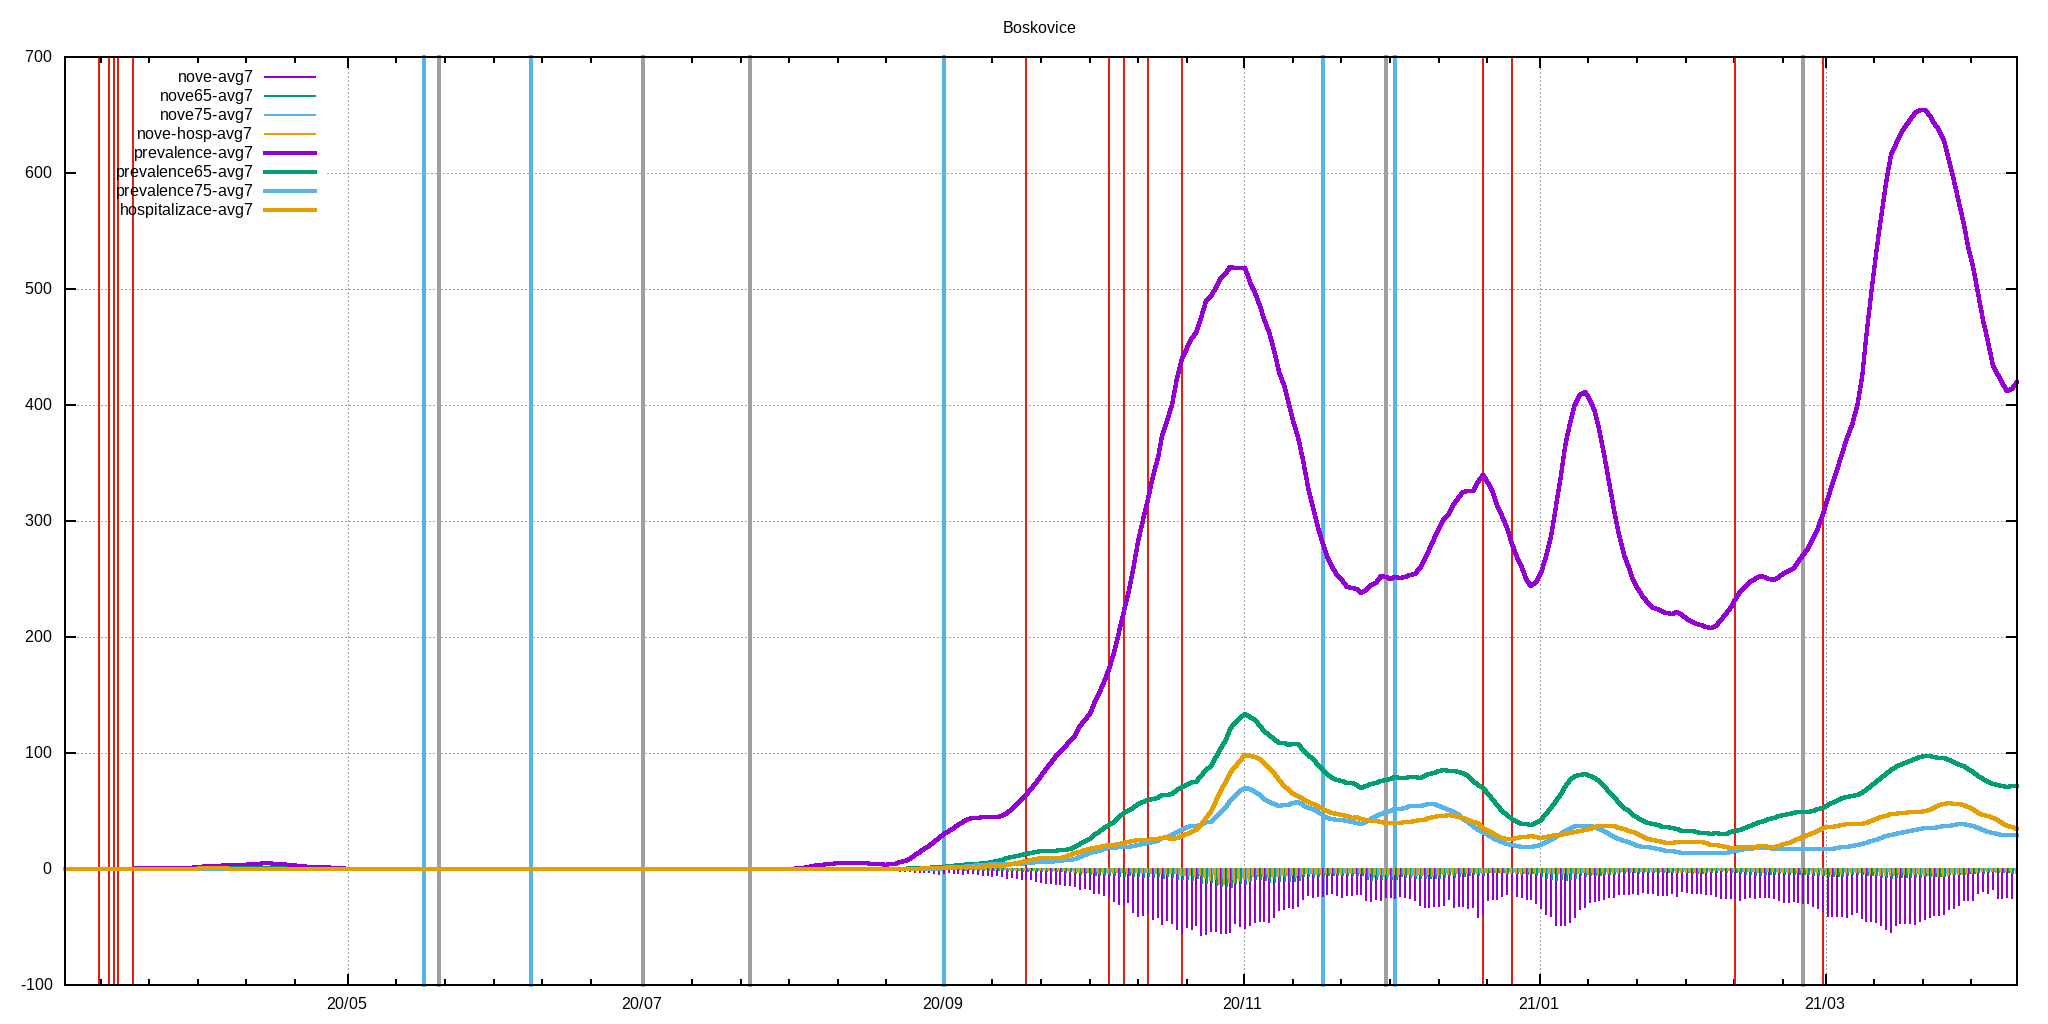 Boskovice
700
600
500
400
300
200
100
0
-100
nove-avg7
nove65-avg7
nove75-avg7
nove-hosp-avg7
prevalence-avg7
prevalence65-avg7
prevalence75-avg7
hospitalizace-avg7
20/05 20/07 20/09 20/11 21/01 21/03